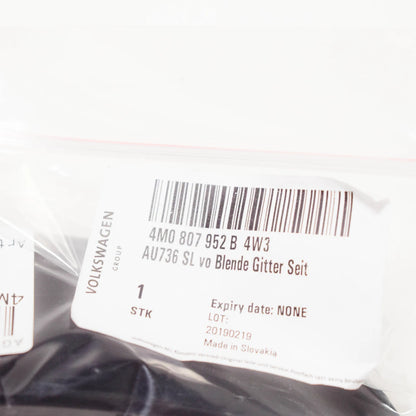 4M0 807 952 B 4W3
AU736 SL vo Blende Gitter Seit
VOLKSWAGEN
GROUP
1
STK
Expiry date: NONE
LOT:
20190219
Made in Slovakia
4M